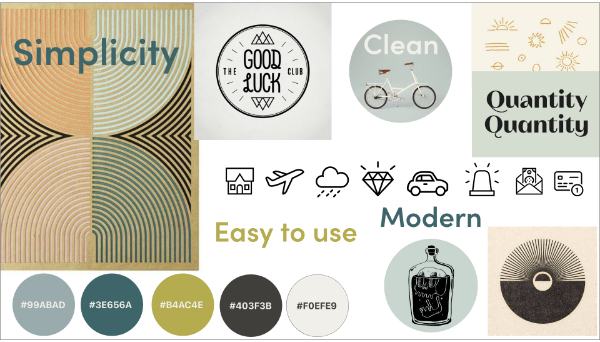 Simplicity
GOOD
THE CLUB
LUCK
Clean
Quantity
Quantity
Easy to use
Modern
#99ABAD
#3E656A
#B4AC4E
#403F3B
#F0EFE9